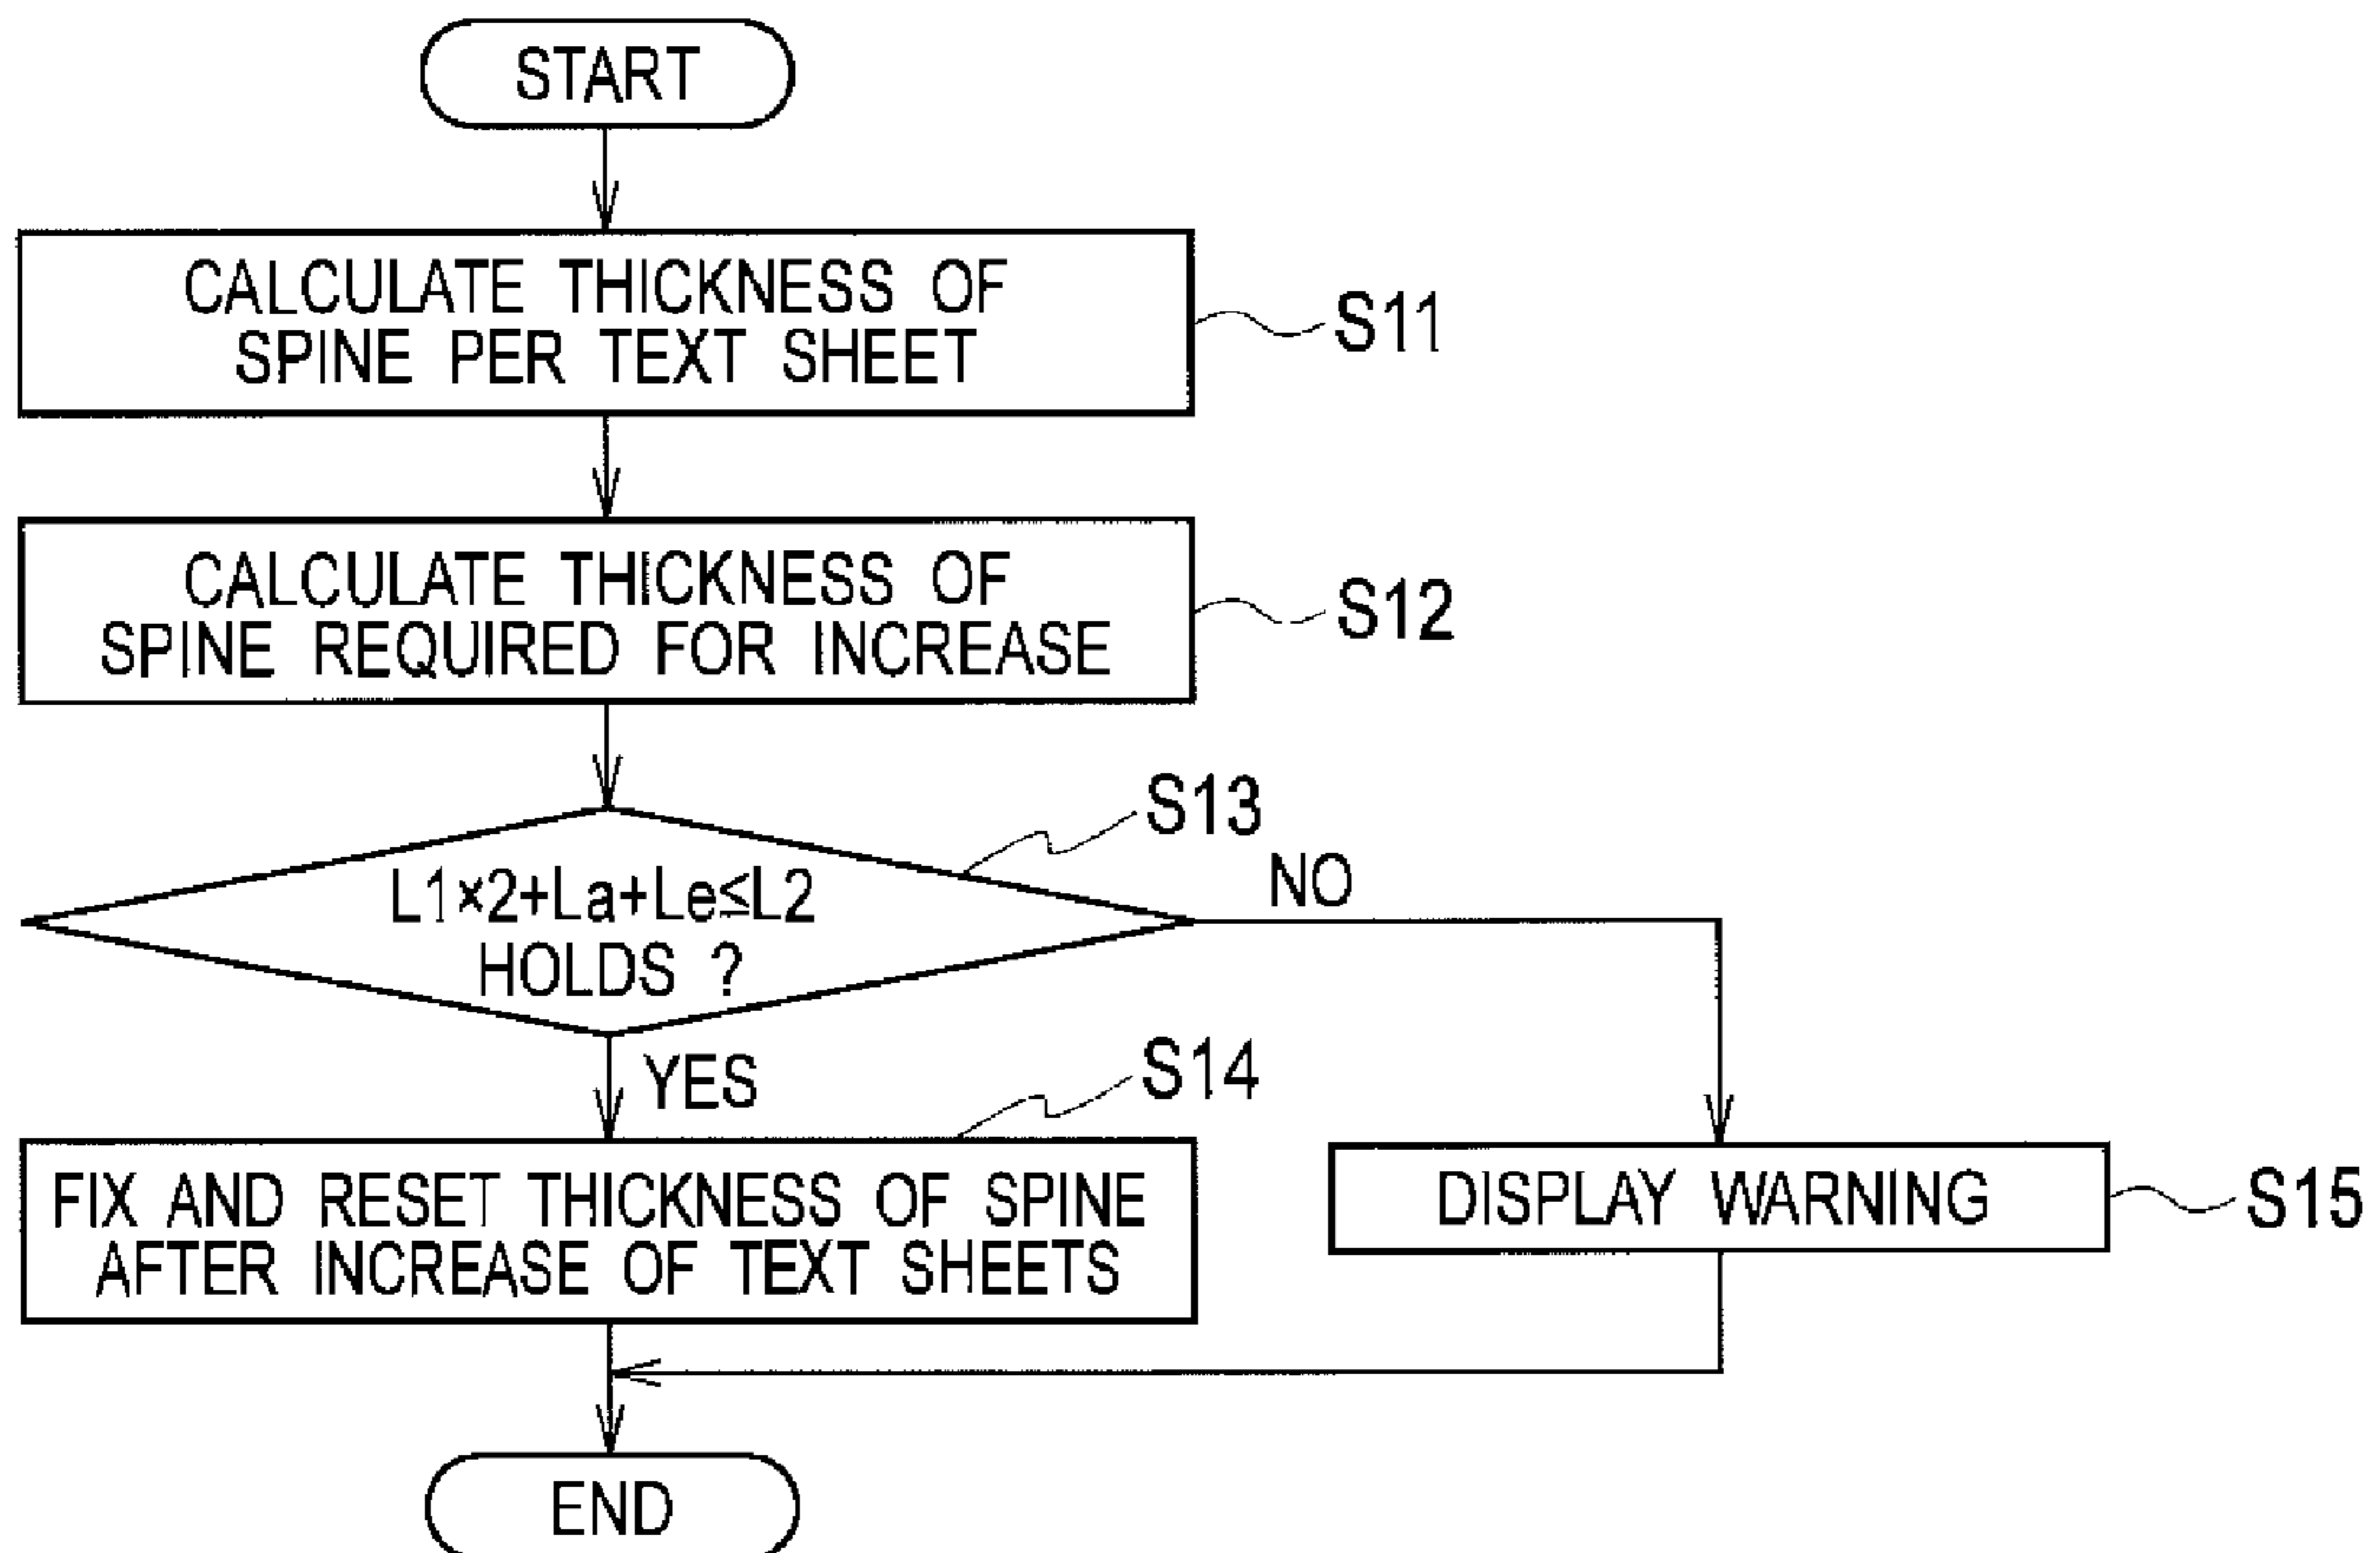 START
CALCULATE THICKNESS OF
SPINE PER TEXT SHEET
S11
CALCULATE THICKNESS OF
SPINE REQUIRED FOR INCREASE
S12
S13
L1×2+La+Le≦L2
HOLDS ?
NO
YES
S14
FIX AND RESET THICKNESS OF SPINE
AFTER INCREASE OF TEXT SHEETS
DISPLAY WARNING
S15
END